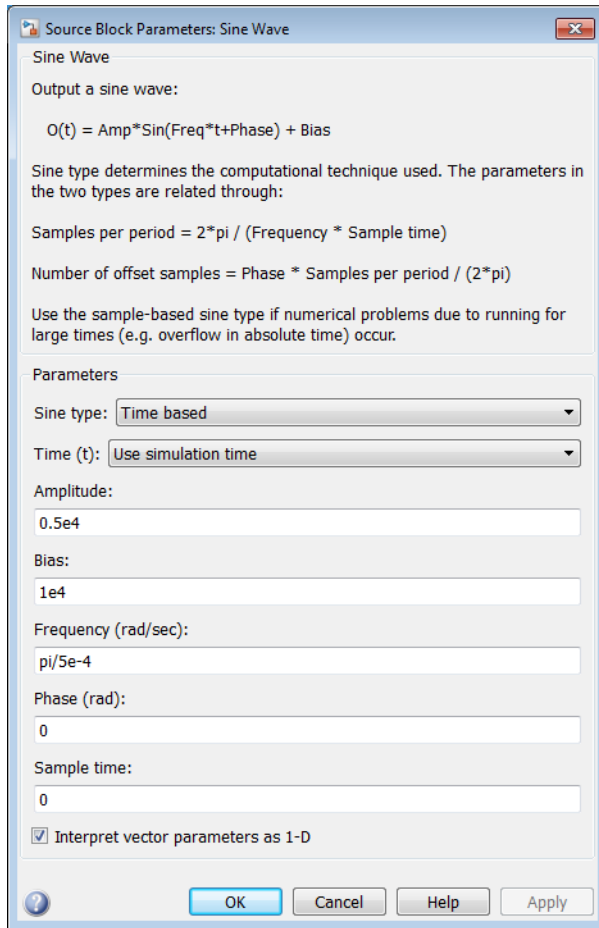 Source Block Parameters: Sine Wave
Sine Wave
Output a sine wave:
O(t) = Amp*Sin(Freq*t+Phase) + Bias
Sine type determines the computational technique used. The parameters in
the two types are related through:
Samples per period = 2*pi / (Frequency * Sample time)
Number of offset samples = Phase * Samples per period / (2*pi)
Use the sample-based sine type if numerical problems due to running for
large times (e.g. overflow in absolute time) occur.
Parameters
Sine type: Time based
Time (t): Use simulation time
Amplitude:
0.5e4
Bias:
1e4
Frequency (rad/sec):
pi/5e-4
Phase (rad):
0
Sample time:
0
Interpret vector parameters as 1-D
? OK Cancel Help Apply